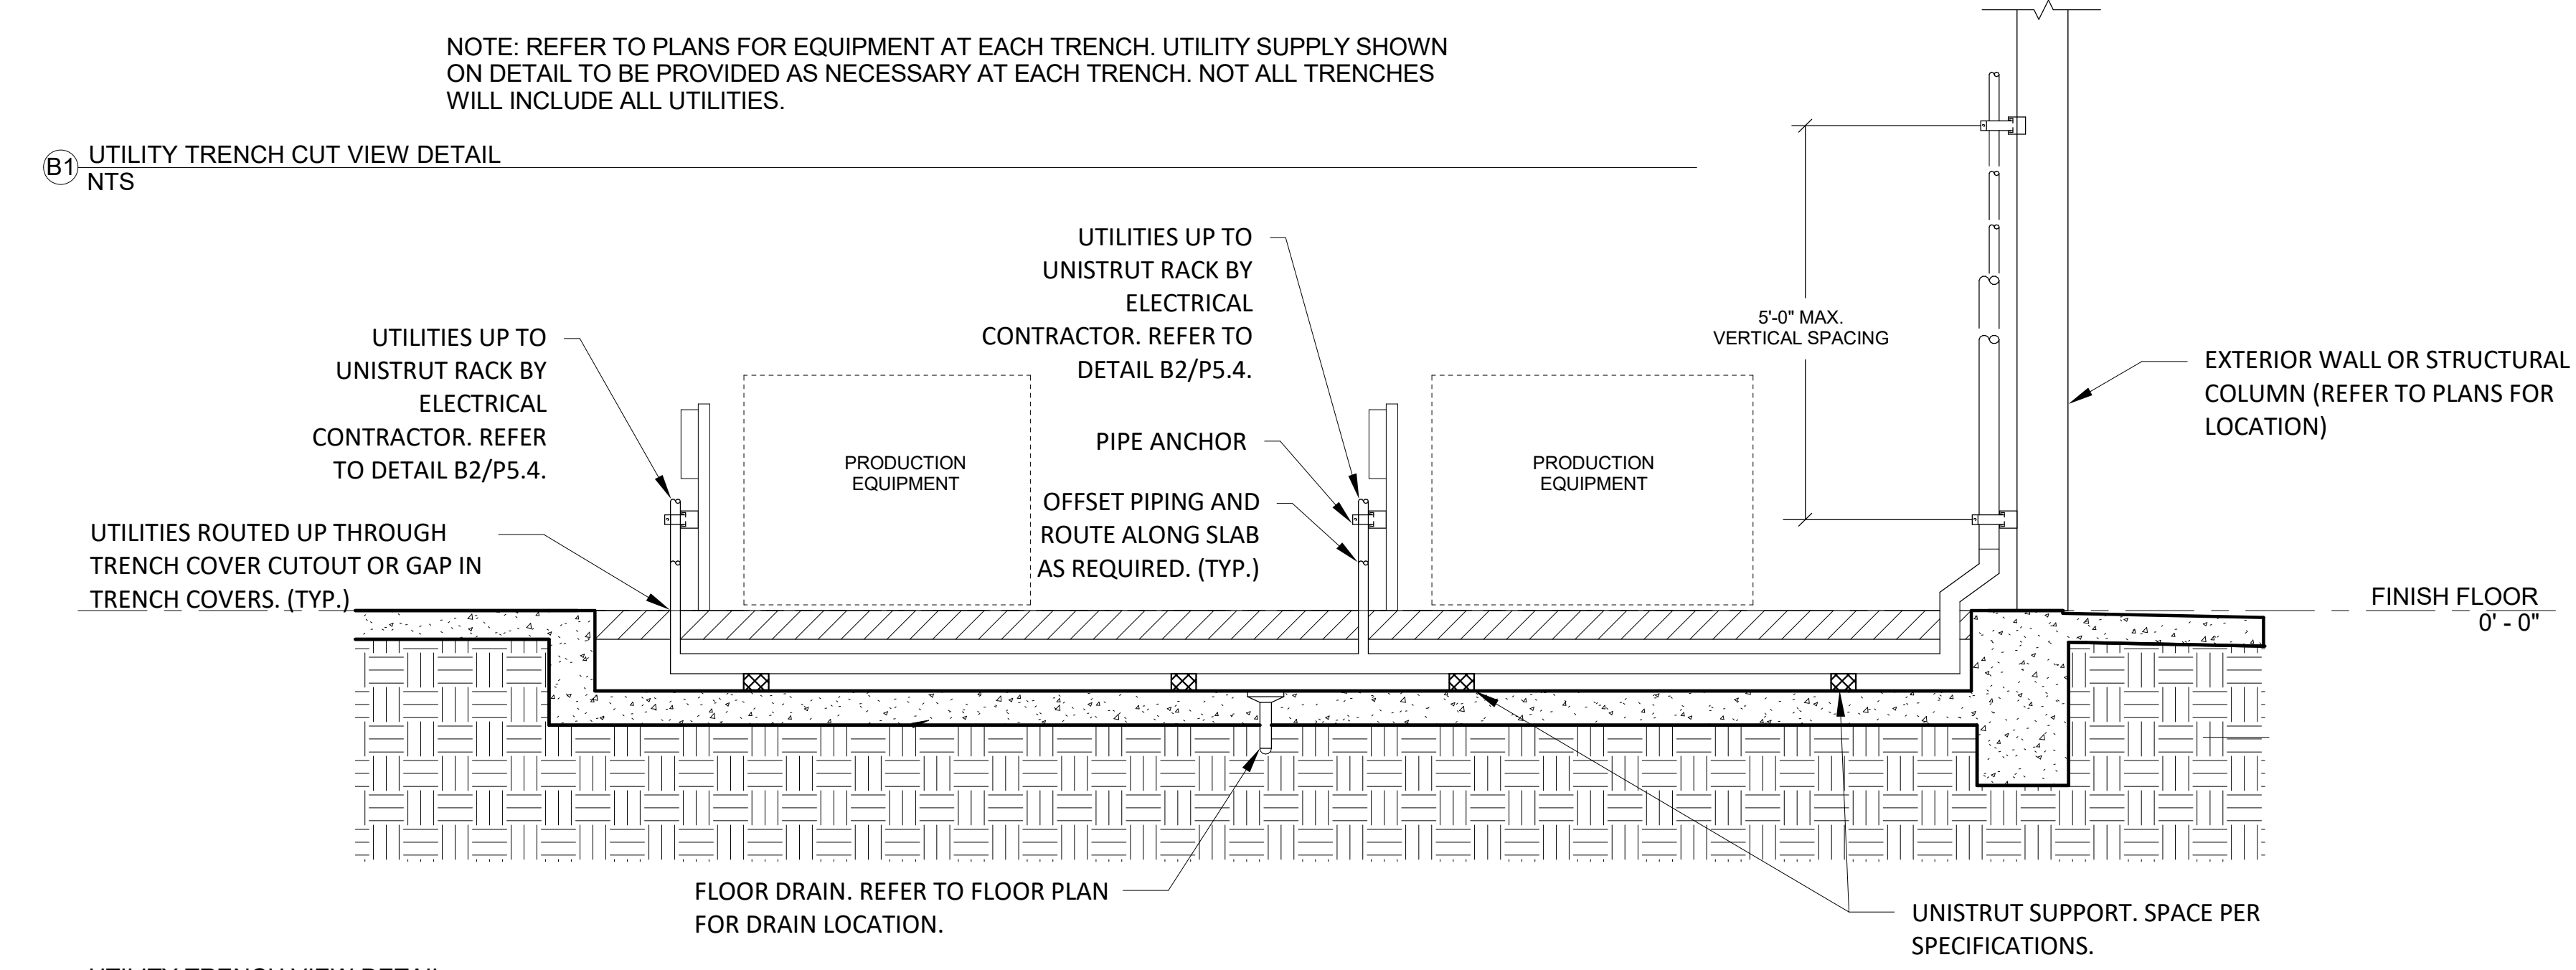 NOTE: REFER TO PLANS FOR EQUIPMENT AT EACH TRENCH. UTILITY SUPPLY SHOWN
ON DETAIL TO BE PROVIDED AS NECESSARY AT EACH TRENCH. NOT ALL TRENCHES
WILL INCLUDE ALL UTILITIES.
B1
UTILITY TRENCH CUT VIEW DETAIL
NTS
UTILITIES UP TO
UNISTRUT RACK BY
ELECTRICAL
CONTRACTOR. REFER
TO DETAIL B2/P5.4.
UTILITIES ROUTED UP THROUGH
TRENCH COVER CUTOUT OR GAP IN
TRENCH COVERS. (TYP.)
PRODUCTION
EQUIPMENT
UTILITIES UP TO
UNISTRUT RACK BY
ELECTRICAL
CONTRACTOR. REFER TO
DETAIL B2/P5.4.
PIPE ANCHOR
OFFSET PIPING AND
ROUTE ALONG SLAB
AS REQUIRED. (TYP.)
PRODUCTION
EQUIPMENT
5'-0" MAX.
VERTICAL SPACING
EXTERIOR WALL OR STRUCTURAL
COLUMN (REFER TO PLANS FOR
LOCATION)
FINISH FLOOR
0' - 0"
FLOOR DRAIN. REFER TO FLOOR PLAN
FOR DRAIN LOCATION.
UNISTRUT SUPPORT. SPACE PER
SPECIFICATIONS.
UTILITY TRENCH VIEW DETAIL